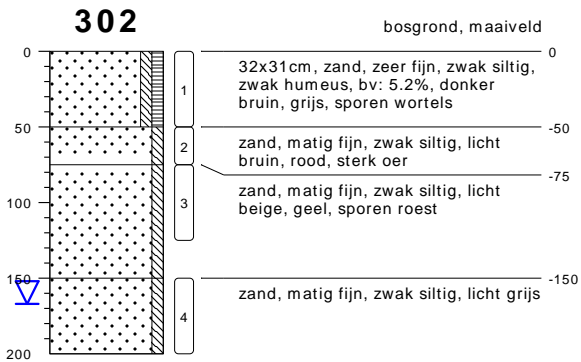 302
bosgrond, maaiveld
0
0
32x31cm, zand, zeer fijn, zwak siltig,
zwak humeus, bv: 5.2%, donker
bruin, grijs, sporen wortels
1
50
-50
zand, matig fijn, zwak siltig, licht
bruin, rood, sterk oer
2
-75
zand, matig fijn, zwak siltig, licht
beige, geel, sporen roest
3
100
150
-150
zand, matig fijn, zwak siltig, licht grijs
4
200